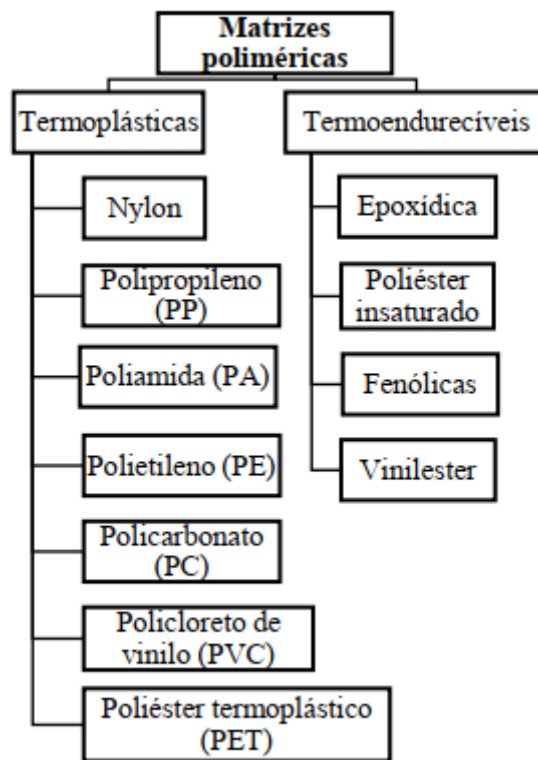 Matrizes
poliméricas
Termoplásticas
Nylon
Polipropileno
(PP)
Poliamida (PA)
Polietileno (PE)
Policarbonato
(PC)
Policloreto de
vinilo (PVC)
Poliéster termoplástico
(PET)
Termoendurecíveis
Epoxídica
Poliéster
insaturado
Fenólicas
Vinilester